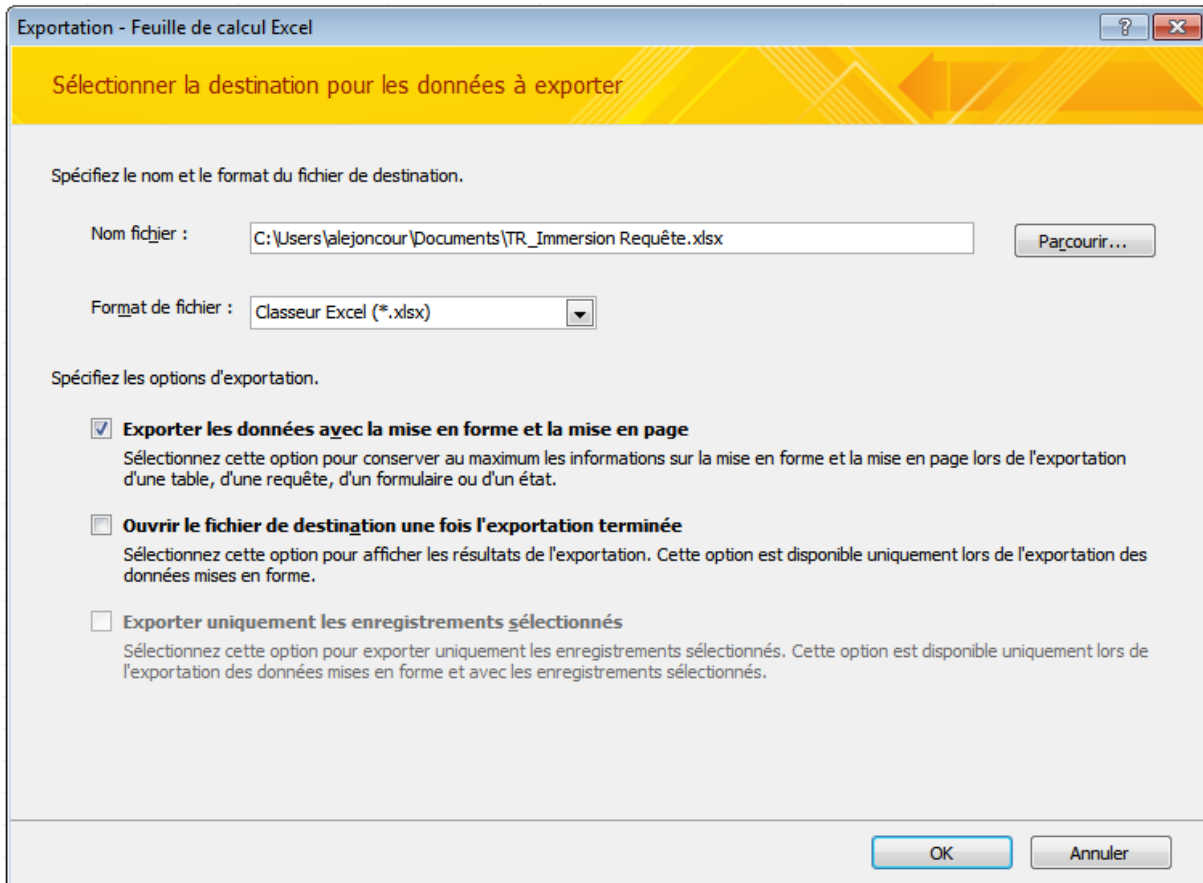 Exportation - Feuille de calcul Excel
Sélectionner la destination pour les données à exporter
Spécifiez le nom et le format du fichier de destination.
Nom fichier : C:\Users\alejoncour\Documents\TR_Immersion Requête.xlsx Parcourir...
Format de fichier : Classeur Excel (*.xlsx)
Spécifiez les options d'exportation.
Exporter les données avec la mise en forme et la mise en page
Sélectionnez cette option pour conserver au maximum les informations sur la mise en forme et la mise en page lors de l'exportation
d'une table, d'une requête, d'un formulaire ou d'un état.
Ouvrir le fichier de destination une fois l'exportation terminée
Sélectionnez cette option pour afficher les résultats de l'exportation. Cette option est disponible uniquement lors de l'exportation des
données mises en forme.
Exporter uniquement les enregistrements sélectionnés
Sélectionnez cette option pour exporter uniquement les enregistrements sélectionnés. Cette option est disponible uniquement lors de
l'exportation des données mises en forme et avec les enregistrements sélectionnés.
OK Annuler